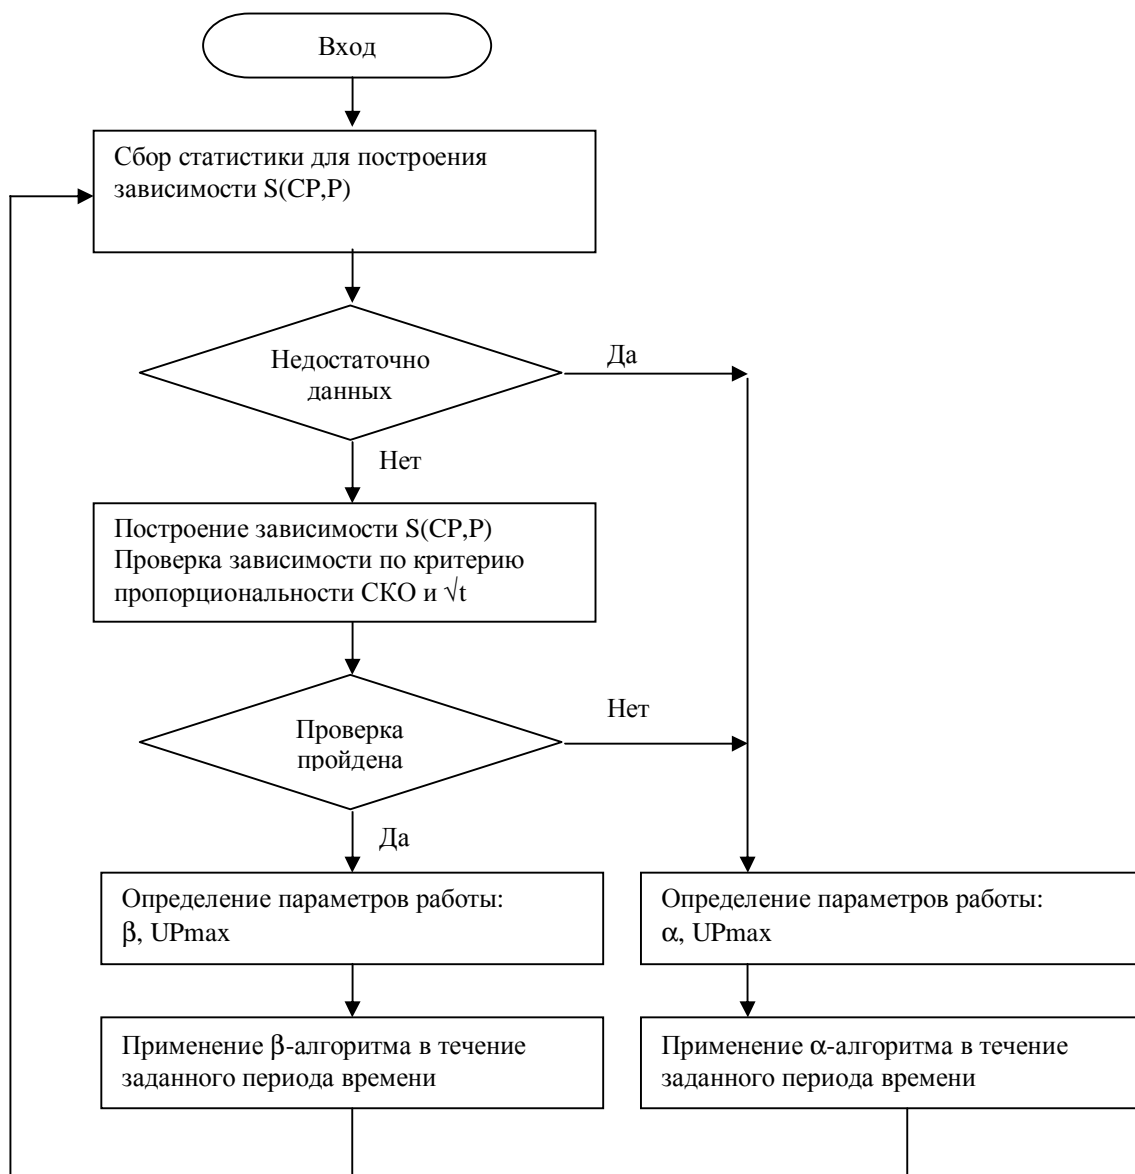 Вход
Сбор статистики для построения
зависимости S(CP,P)
Недостаточно
данных
Да
Нет
Построение зависимости S(CP,P)
Проверка зависимости по критерию
пропорциональности СКО и √t
Проверка
пройдена
Нет
Да
Определение параметров работы:
β, UPmax
Определение параметров работы:
α, UPmax
Применение β-алгоритма в течение
заданного периода времени
Применение α-алгоритма в течение
заданного периода времени